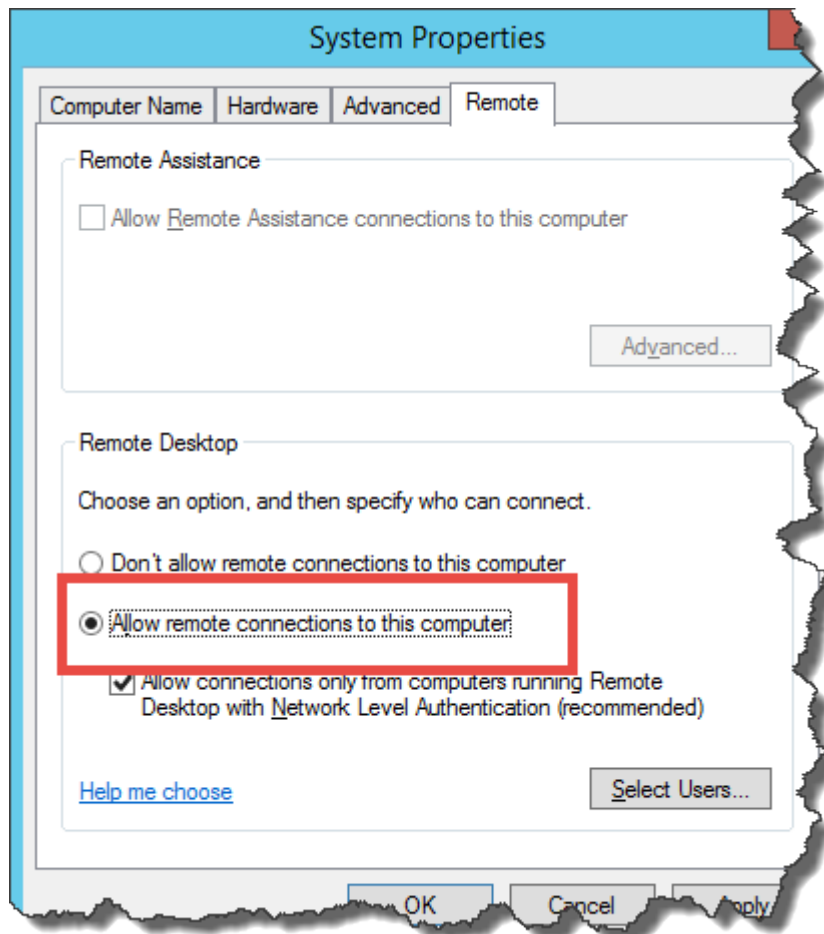 System Properties
Computer Name Hardware Advanced Remote
Remote Assistance
Allow Remote Assistance connections to this computer
Advanced...
Remote Desktop
Choose an option, and then specify who can connect.
Don't allow remote connections to this computer
Allow remote connections to this computer
Allow connections only from computers running Remote
Desktop with Network Level Authentication (recommended)
Help me choose Select Users...
OK Cancel Apply